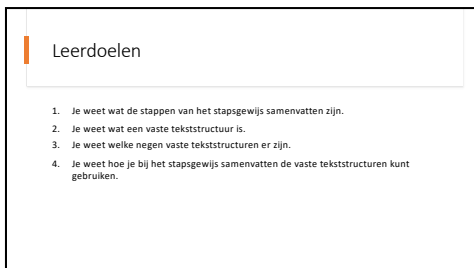 Leerdoelen
1. Je weet wat de stappen van het stapsgewijs samenvatten zijn.
2. Je weet wat een vaste tekststructuur is.
3. Je weet welke negen vaste tekststructuren er zijn.
4. Je weet hoe je bij het stapsgewijs samenvatten de vaste tekststructuren kunt
gebruiken.